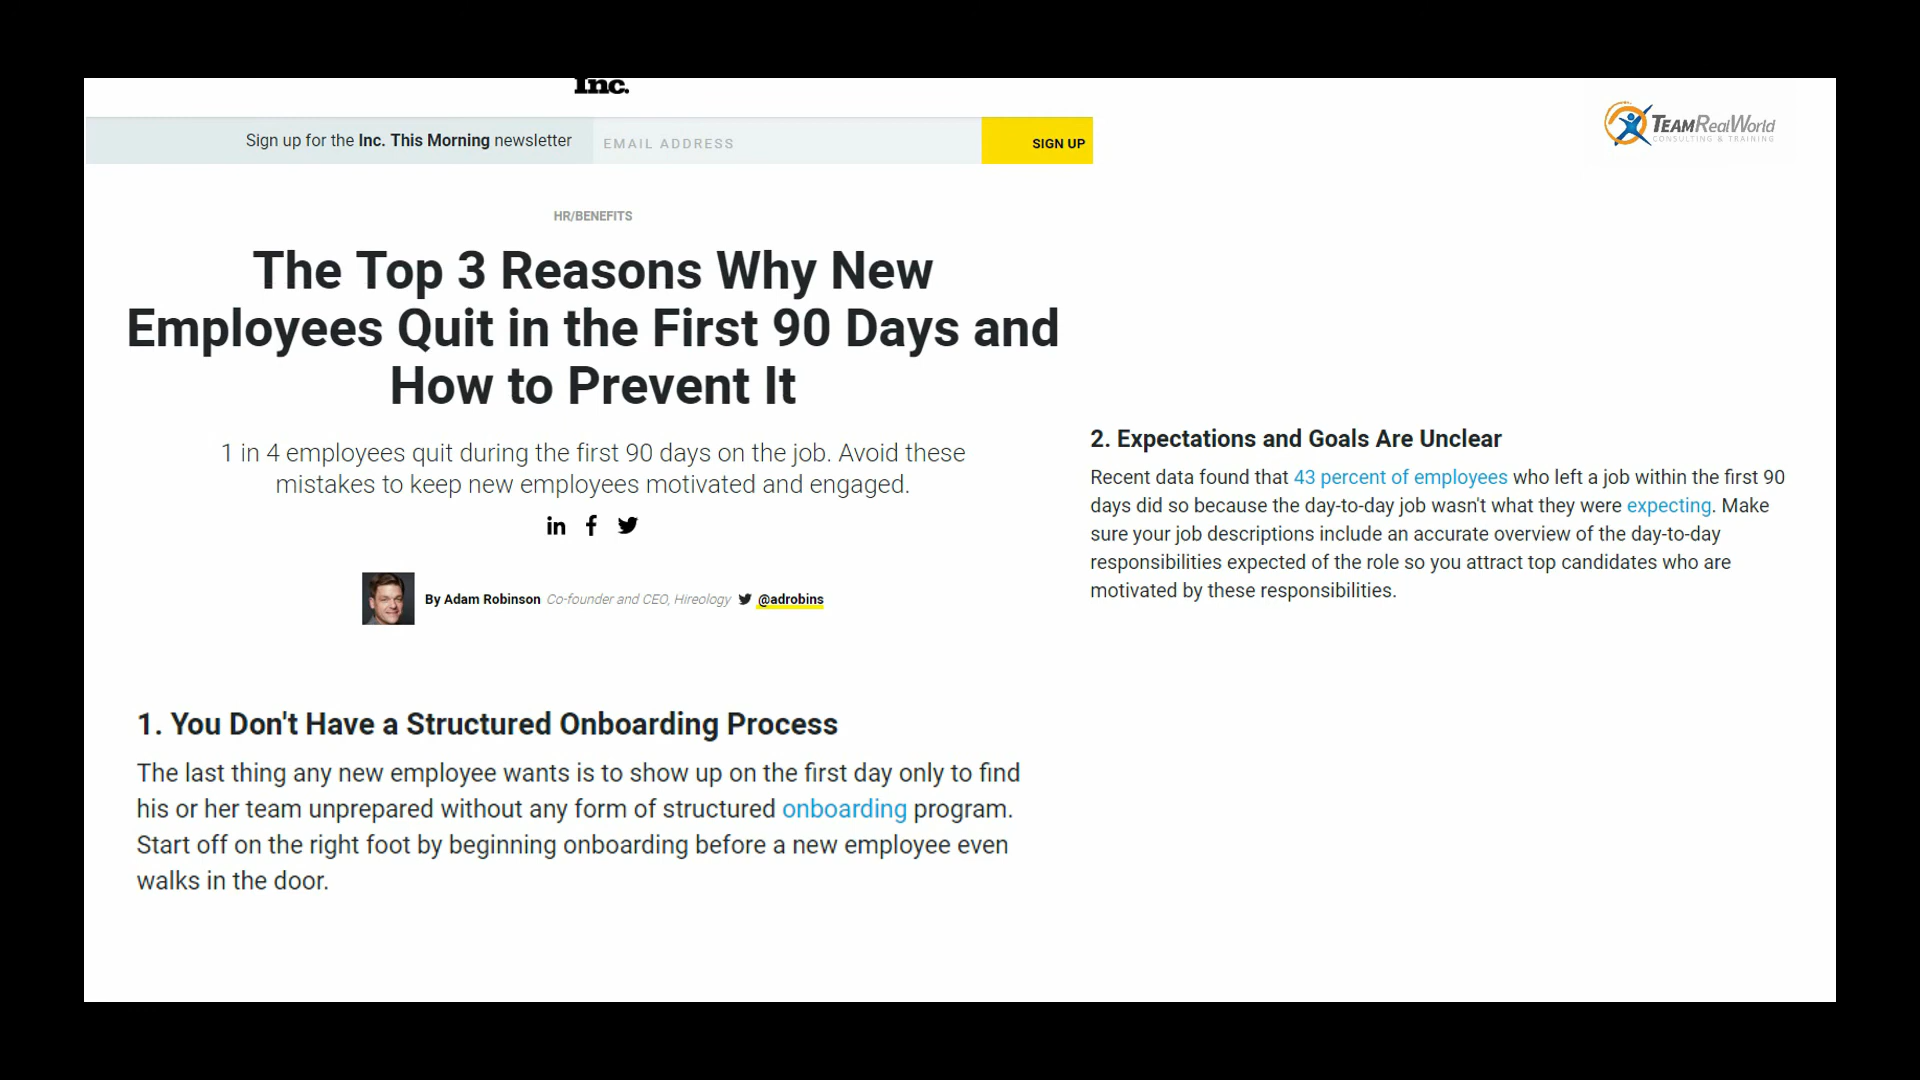 Inc.
Sign up for the Inc. This Morning newsletter
EMAIL ADDRESS
SIGN UP
TEAMRealWorld
CONSULTING & TRAINING
HR/BENEFITS
The Top 3 Reasons Why New
Employees Quit in the First 90 Days and
How to Prevent It
1 in 4 employees quit during the first 90 days on the job. Avoid these
mistakes to keep new employees motivated and engaged.
in f
By Adam Robinson Co-founder and CEO, Hireology @adrobins
1. You Don't Have a Structured Onboarding Process
The last thing any new employee wants is to show up on the first day only to find
his or her team unprepared without any form of structured onboarding program.
Start off on the right foot by beginning onboarding before a new employee even
walks in the door.
2. Expectations and Goals Are Unclear
Recent data found that 43 percent of employees who left a job within the first 90
days did so because the day-to-day job wasn't what they were expecting. Make
sure your job descriptions include an accurate overview of the day-to-day
responsibilities expected of the role so you attract top candidates who are
motivated by these responsibilities.